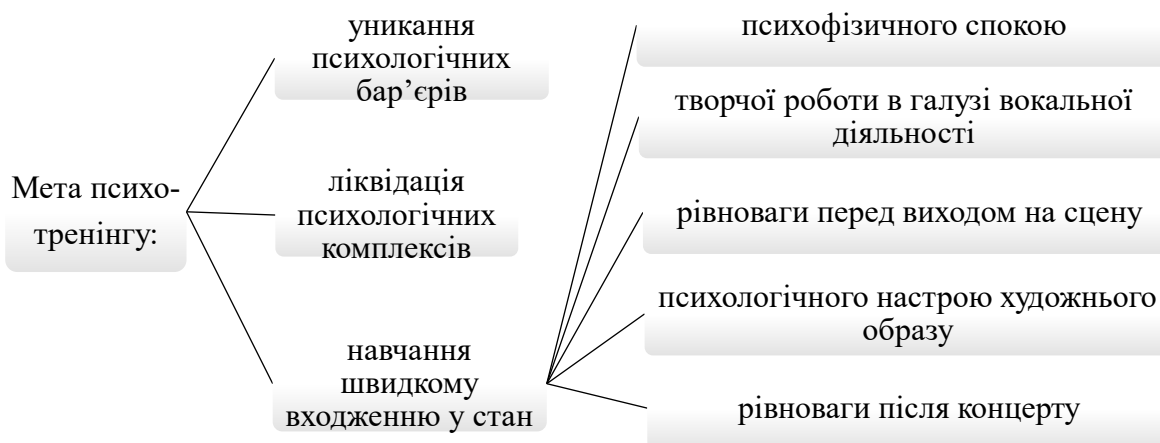 Мета психо-
тренінгу:
уникання
психологічних
бар’єрів
ліквідація
психологічних
комплексів
навчання
швидкому
входженню у стан
психофізичного спокою
творчої роботи в галузі вокальної
діяльності
рівноваги перед виходом на сцену
психологічного настрою художнього
образу
рівноваги після концерту